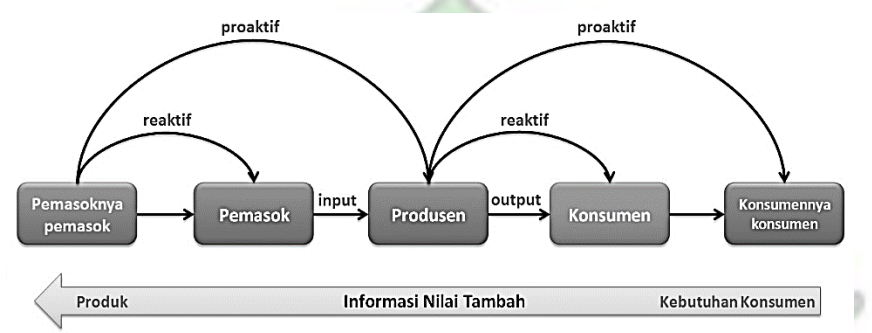 proaktif
proaktif
reaktif
reaktif
Pemasoknya
pemasok
Pemasok
input
Produsen
output
Konsumen
Konsumennya
konsumen
Produk
Informasi Nilai Tambah
Kebutuhan Konsumen